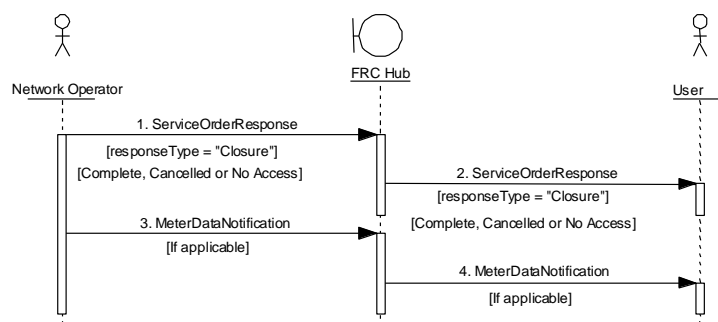 Network Operator
FRC Hub
User
1. ServiceOrderResponse
[responseType = "Closure"]
[Complete, Cancelled or No Access]
2. ServiceOrderResponse
[responseType = "Closure"]
[Complete, Cancelled or No Access]
3. MeterDataNotification
[If applicable]
4. MeterDataNotification
[If applicable]